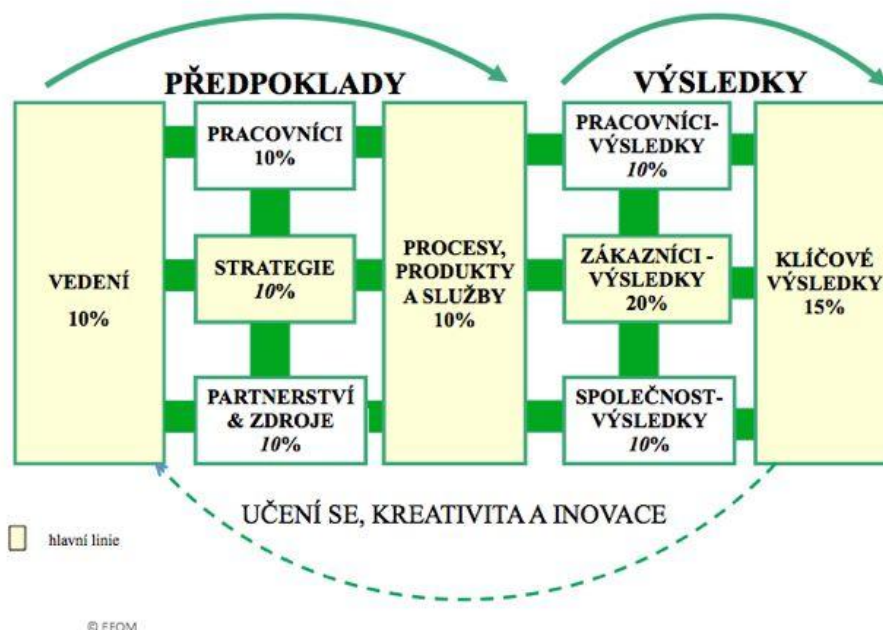 PŘEDPOKLADY
VÝSLEDKY
VEDENÍ
10%
PRACOVNÍCI
10%
STRATEGIE
10%
PARTNERSTVÍ
& ZDROJE
10%
PROCESY,
PRODUKTY
A SLUŽBY
10%
PRACOVNÍCI-
VÝSLEDKY
10%
ZÁKAZNÍCI -
VÝSLEDKY
20%
SPOLEČNOST-
VÝSLEDKY
10%
KLÍČOVÉ
VÝSLEDKY
15%
UČENÍ SE, KREATIVITA A INOVACE
hlavní linie
© EFQM